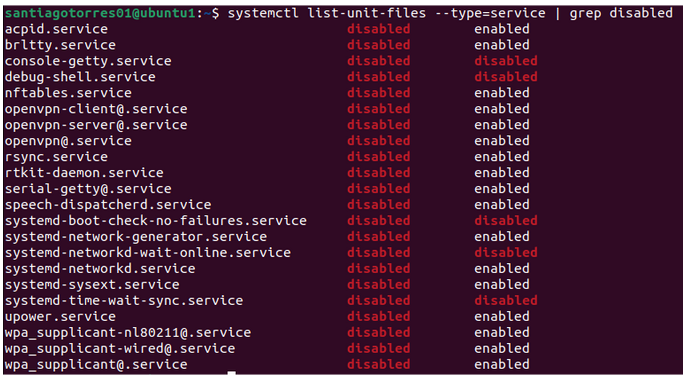 santiagotorres01@ubuntu1:~$ systemctl list-unit-files --type=service | grep disabled
acpid.service disabled enabled
brltty.service disabled enabled
console-getty.service disabled disabled
debug-shell.service disabled disabled
nftables.service disabled enabled
openvpn-client@.service disabled enabled
openvpn-server@.service disabled enabled
openvpn@.service disabled enabled
rsync.service disabled enabled
rtkit-daemon.service disabled enabled
serial-getty@.service disabled enabled
speech-dispatcherd.service disabled enabled
systemd-boot-check-no-failures.service disabled disabled
systemd-network-generator.service disabled enabled
systemd-networkd-wait-online.service disabled disabled
systemd-networkd.service disabled enabled
systemd-sysext.service disabled enabled
systemd-time-wait-sync.service disabled disabled
upower.service disabled enabled
wpa_supplicant-nl80211@.service disabled enabled
wpa_supplicant-wired@.service disabled enabled
wpa_supplicant@.service disabled enabled